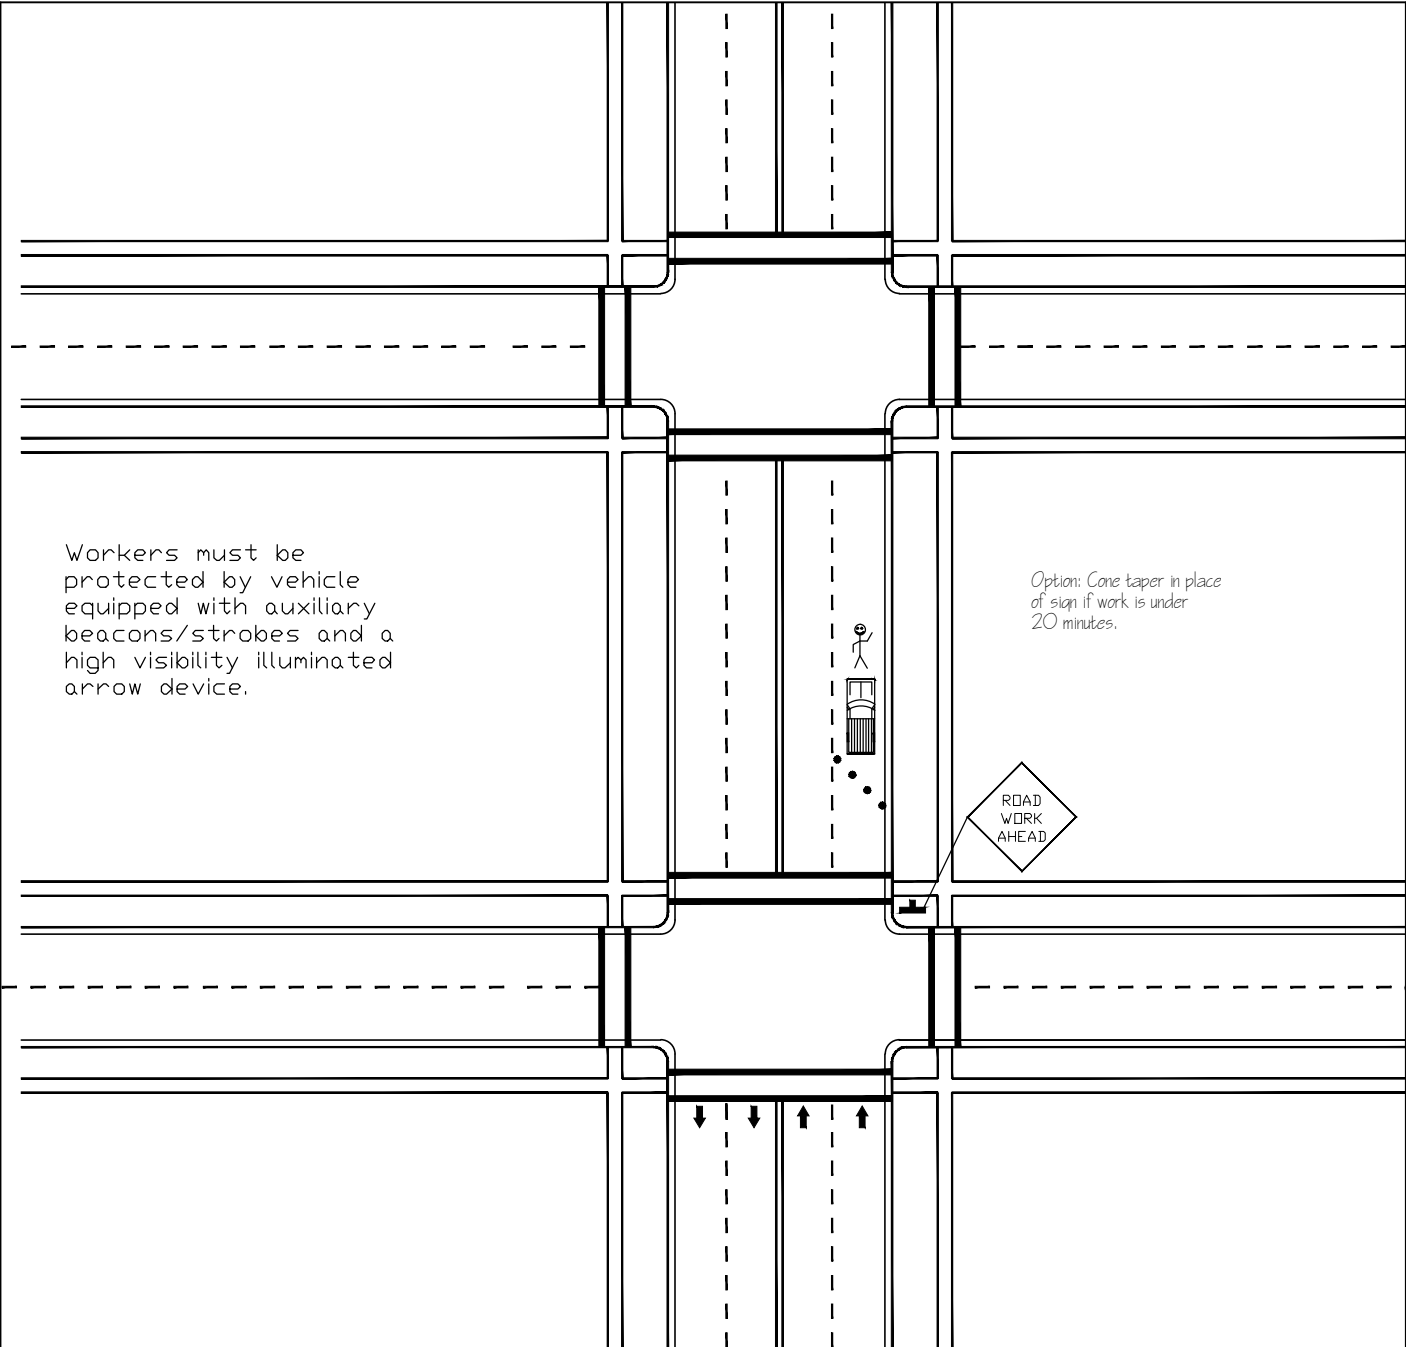 Workers must be
protected by vehicle
equipped with auxiliary
beacons/strobes and a
high visibility illuminated
arrow device.
Option: Cone taper in place
of sign if work is under
20 minutes.
ROAD
WORK
AHEAD